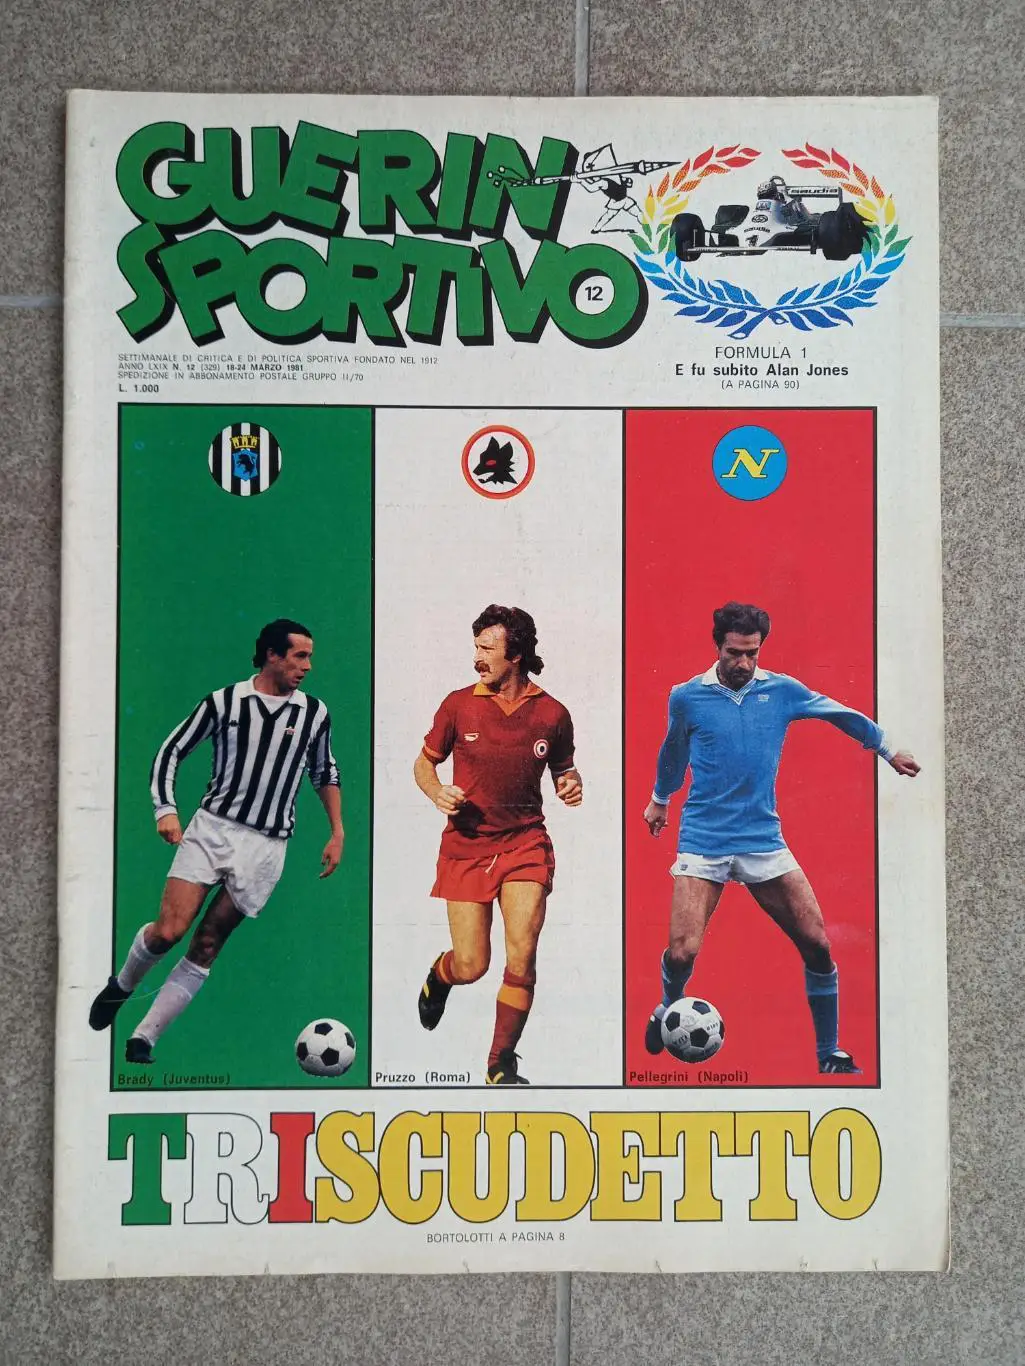 GUERIN
SPORTIVO
12
saudia
SETTIMANALE DI CRITICA E DI POLITICA SPORTIVA FONDATO NEL 1912
ANNO LXIX N. 12 (329) 18-24 MARZO 1981
SPEDIZIONE IN ABBONAMENTO POSTALE GRUPPO II/70
L. 1.000
FORMULA 1
E fu subito Alan Jones
(A PAGINA 90)
N
Brady (Juventus)
Pruzzo (Roma)
Pellegrini (Napoli)
TRISCUDETTO
BORTOLOTTI A PAGINA 8